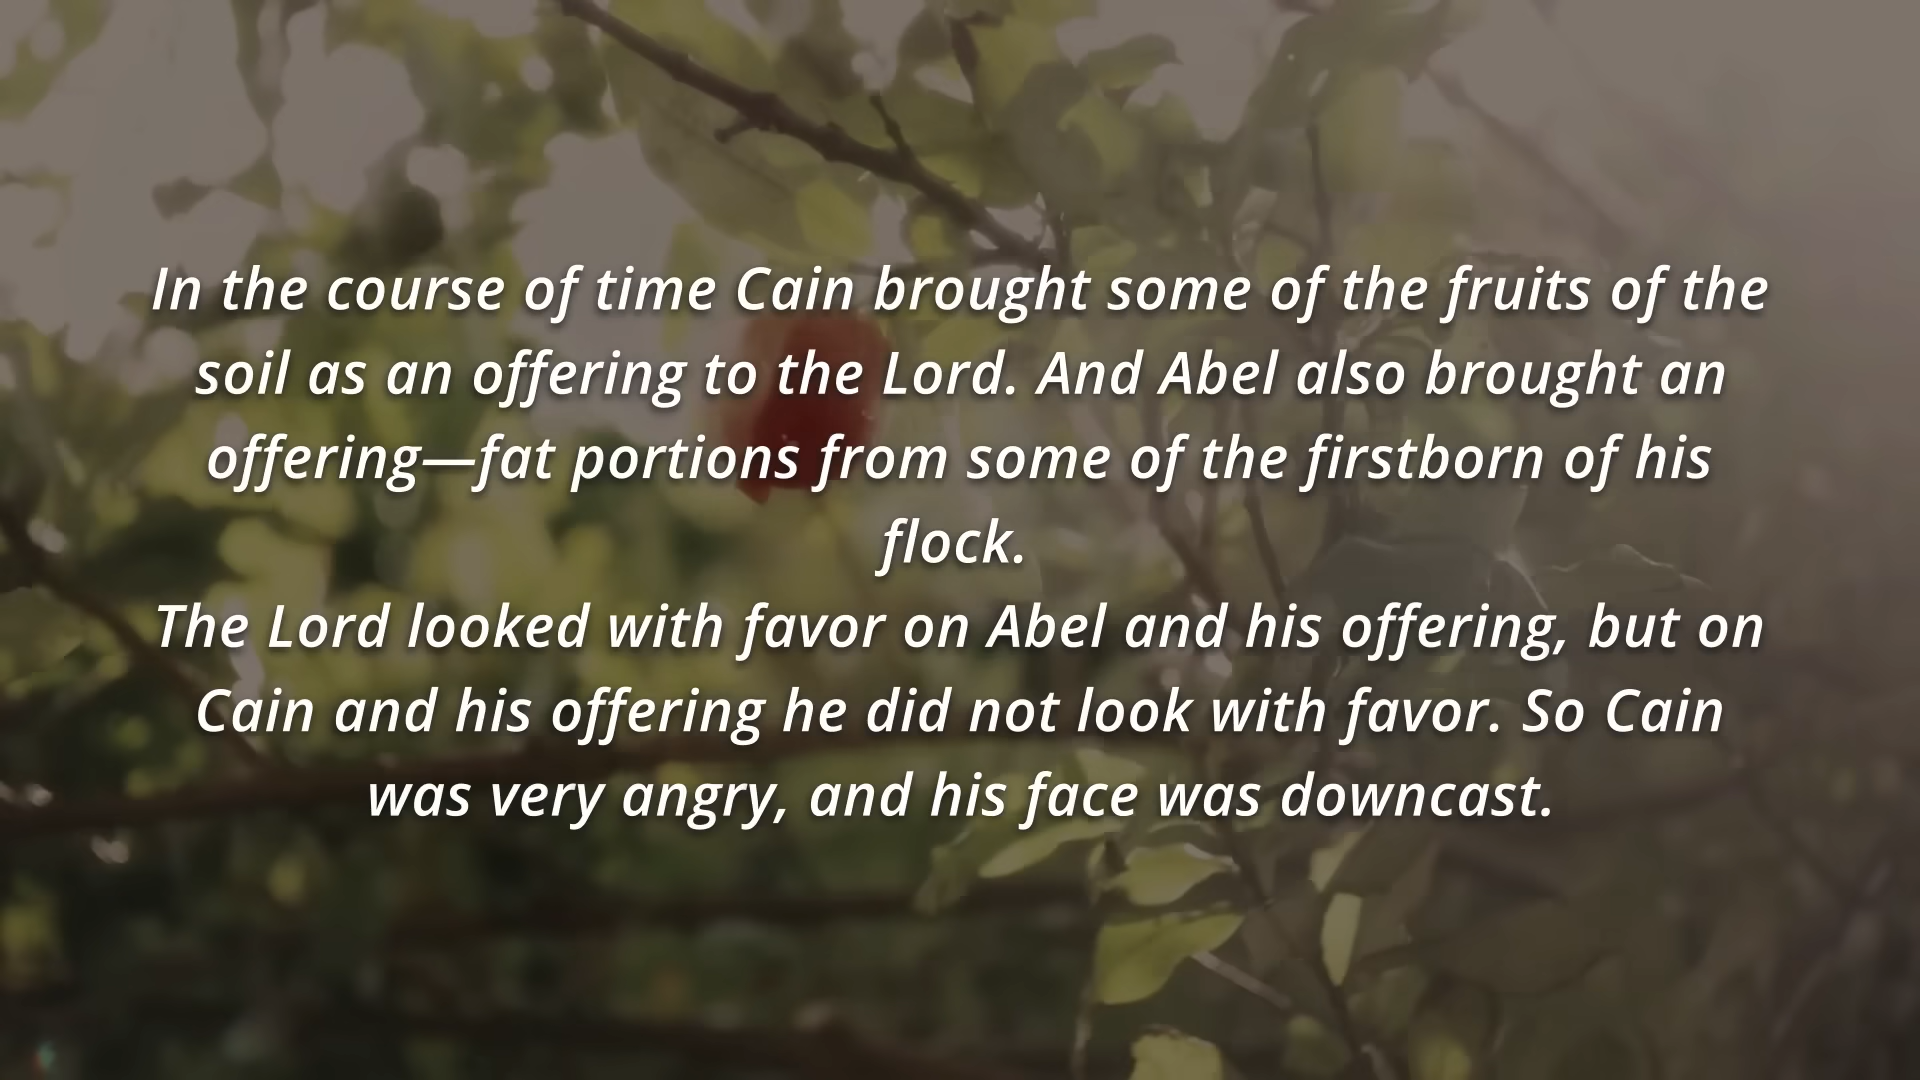 In the course of time Cain brought some of the fruits of the
soil as an offering to the Lord. And Abel also brought an
offering—fat portions from some of the firstborn of his
flock.
The Lord looked with favor on Abel and his offering, but on
Cain and his offering he did not look with favor. So Cain
was very angry, and his face was downcast.